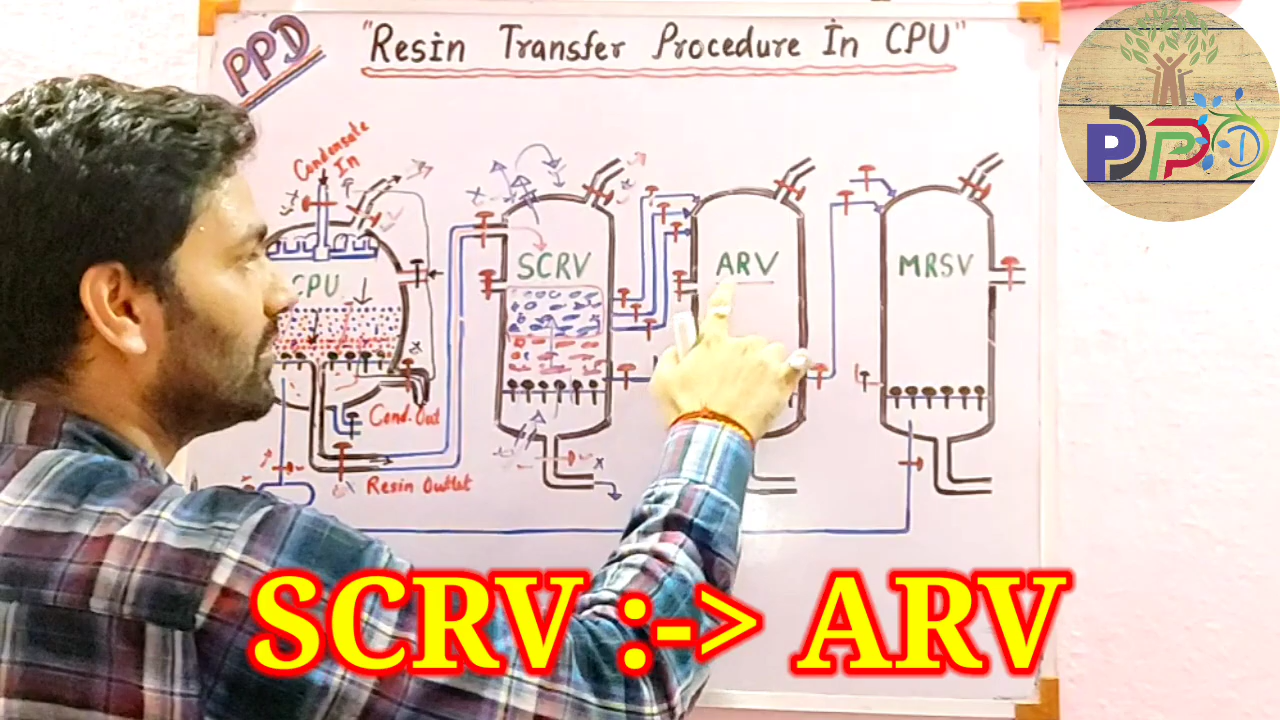 PPD
"Resin Transfer Procedure In CPU"
PPD
Condensate
In
SCRV
ARV
MRSV
CPU
Cond. Out
Resin Outlet
SCRV :-> ARV